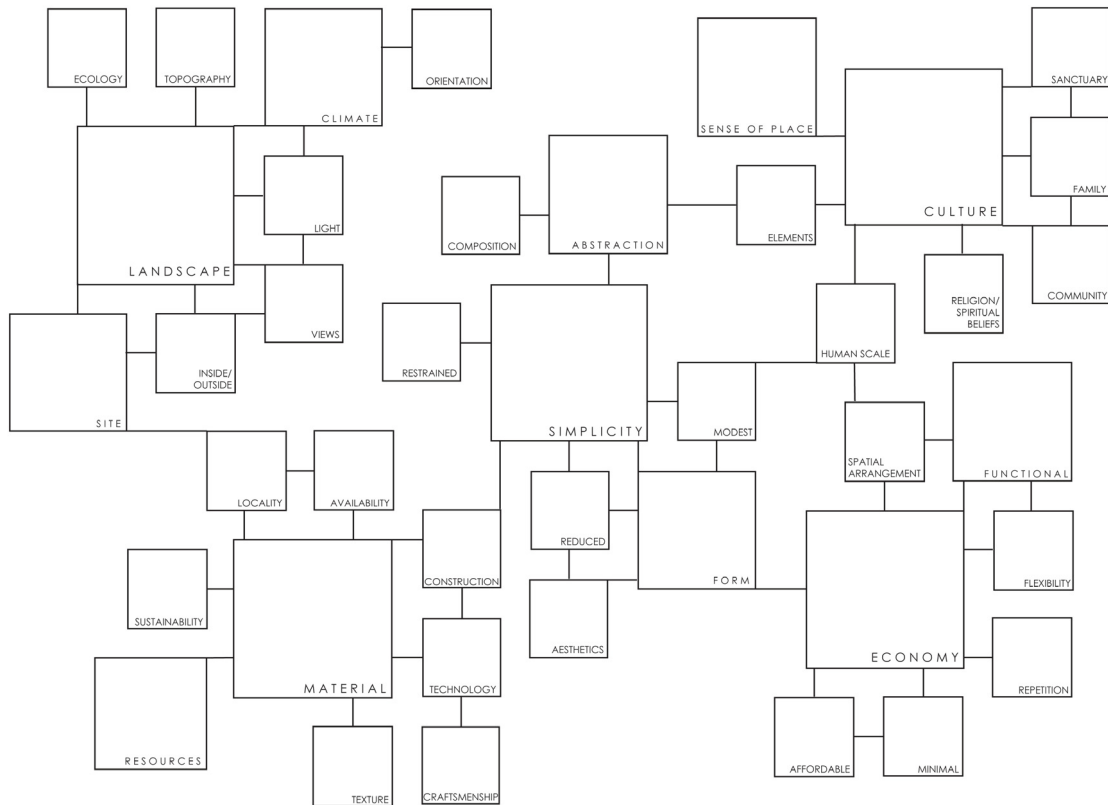 ECOLOGY
TOPOGRAPHY
CLIMATE
ORIENTATION
SENSE OF PLACE
SANCTUARY
LIGHT
COMPOSITION
ABSTRACTION
ELEMENTS
CULTURE
FAMILY
LANDSCAPE
VIEWS
RELIGION/
SPIRITUAL
BELIEFS
COMMUNITY
SITE
INSIDE/
OUTSIDE
RESTRAINED
HUMAN SCALE
SIMPLICITY
MODEST
SPATIAL
ARRANGEMENT
FUNCTIONAL
LOCALITY
AVAILABILITY
CONSTRUCTION
REDUCED
FORM
FLEXIBILITY
SUSTAINABILITY
AESTHETICS
ECONOMY
MATERIAL
TECHNOLOGY
REPETITION
RESOURCES
TEXTURE
CRAFTSMENSHIP
AFFORDABLE
MINIMAL